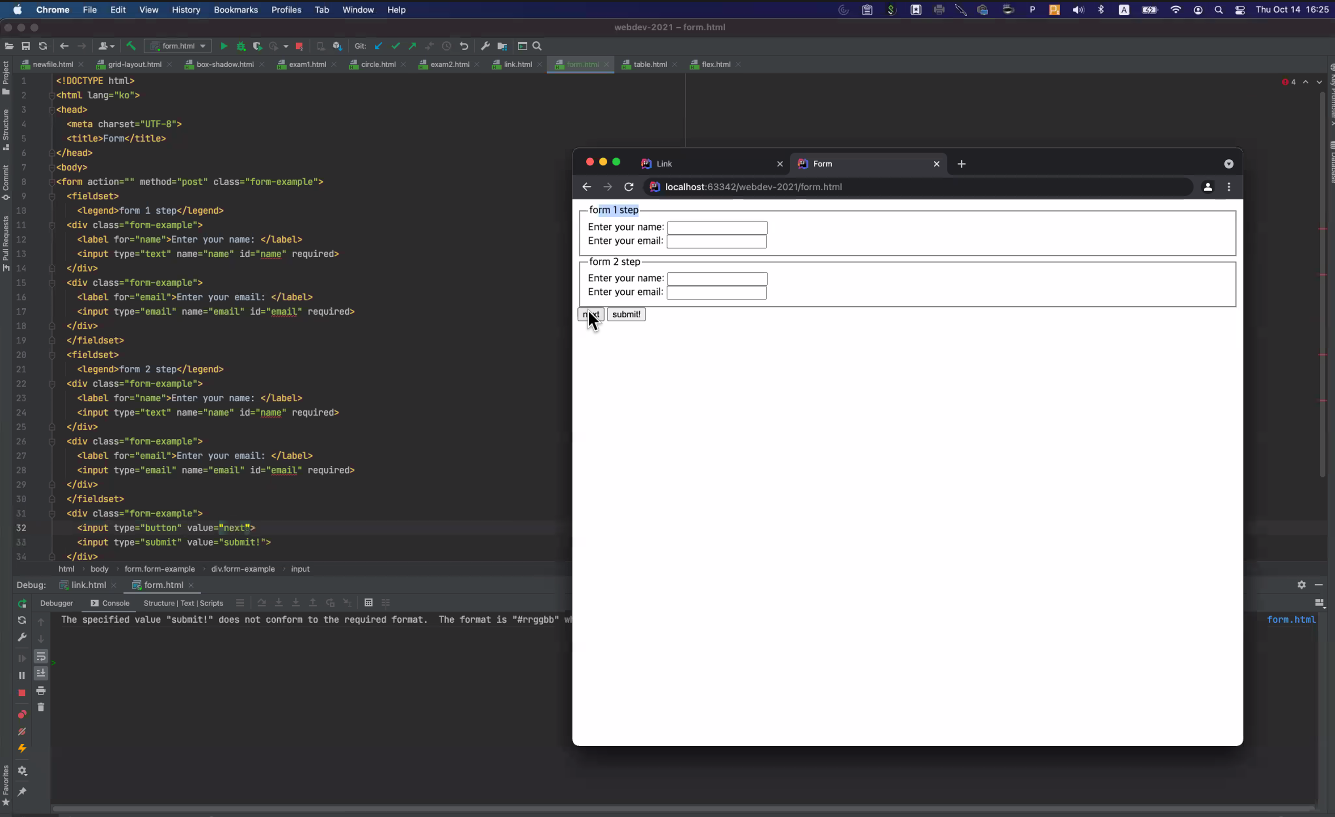 Chrome File Edit View History Bookmarks Profiles Tab Window Help
A Thu Oct 14 16:25
webdev-2021 – form.html
form.html Git:
newfile.html grid-layout.html box-shadow.html exam1.html circle.html exam2.html link.html form.html table.html flex.html
Project
Structure
Commit
Pull Requests
Favorites
4
1 <!DOCTYPE html>
2 <html lang="ko">
3 <head>
4 <meta charset="UTF-8">
5 <title>Form</title>
6 </head>
7 <body>
8 <form action="" method="post" class="form-example">
9 <fieldset>
10 <legend>form 1 step</legend>
11 <div class="form-example">
12 <label for="name">Enter your name: </label>
13 <input type="text" name="name" id="name" required>
14 </div>
15 <div class="form-example">
16 <label for="email">Enter your email: </label>
17 <input type="email" name="email" id="email" required>
18 </div>
19 </fieldset>
20 <fieldset>
21 <legend>form 2 step</legend>
22 <div class="form-example">
23 <label for="name">Enter your name: </label>
24 <input type="text" name="name" id="name" required>
25 </div>
26 <div class="form-example">
27 <label for="email">Enter your email: </label>
28 <input type="email" name="email" id="email" required>
29 </div>
30 </fieldset>
31 <div class="form-example">
32 <input type="button" value="next">
33 <input type="submit" value="submit!">
34 </div>
html body form.form-example div.form-example input
Link Form
localhost:63342/webdev-2021/form.html
form 1 step
Enter your name:
Enter your email:
form 2 step
Enter your name:
Enter your email:
submit!
Debug: link.html form.html
Debugger Console Structure | Text | Scripts
The specified value "submit!" does not conform to the required format. The format is "#rrggbb"
form.html